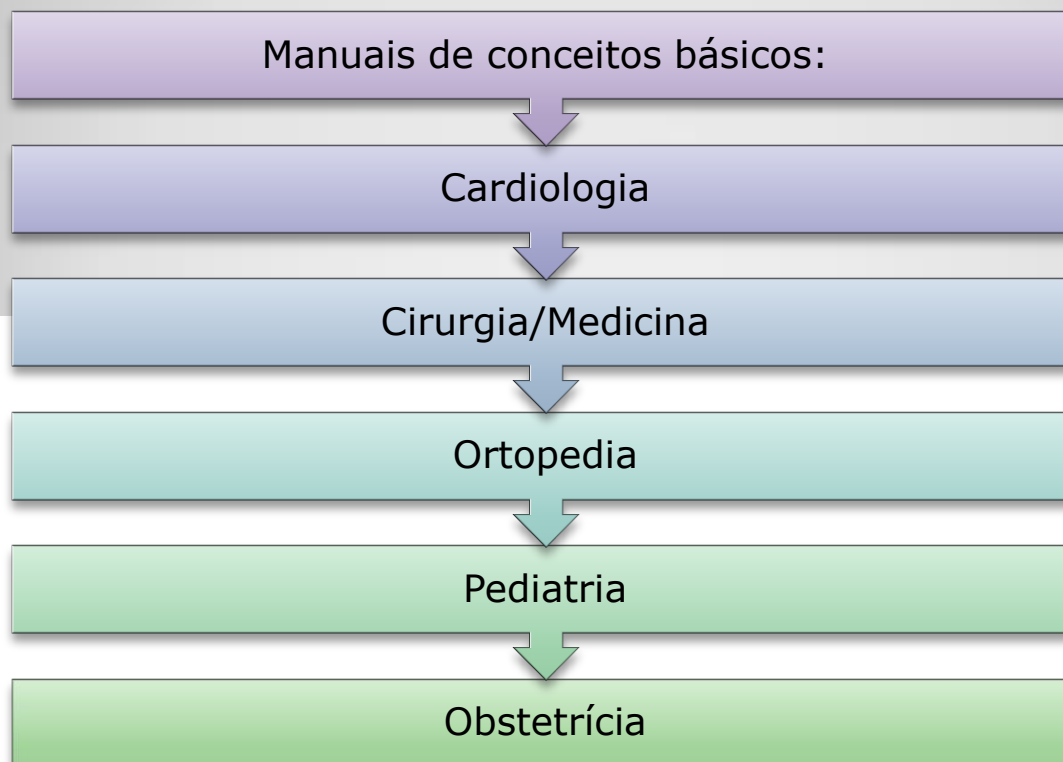 Manuais de conceitos básicos:
Cardiologia
Cirurgia/Medicina
Ortopedia
Pediatria
Obstetrícia